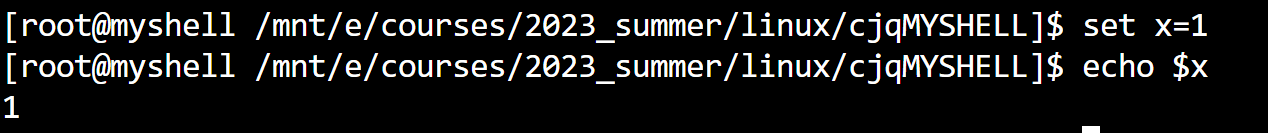 [root@myshell /mnt/e/courses/2023_summer/linux/cjqMYSHELL]$ set x=1
[root@myshell /mnt/e/courses/2023_summer/linux/cjqMYSHELL]$ echo $x
1